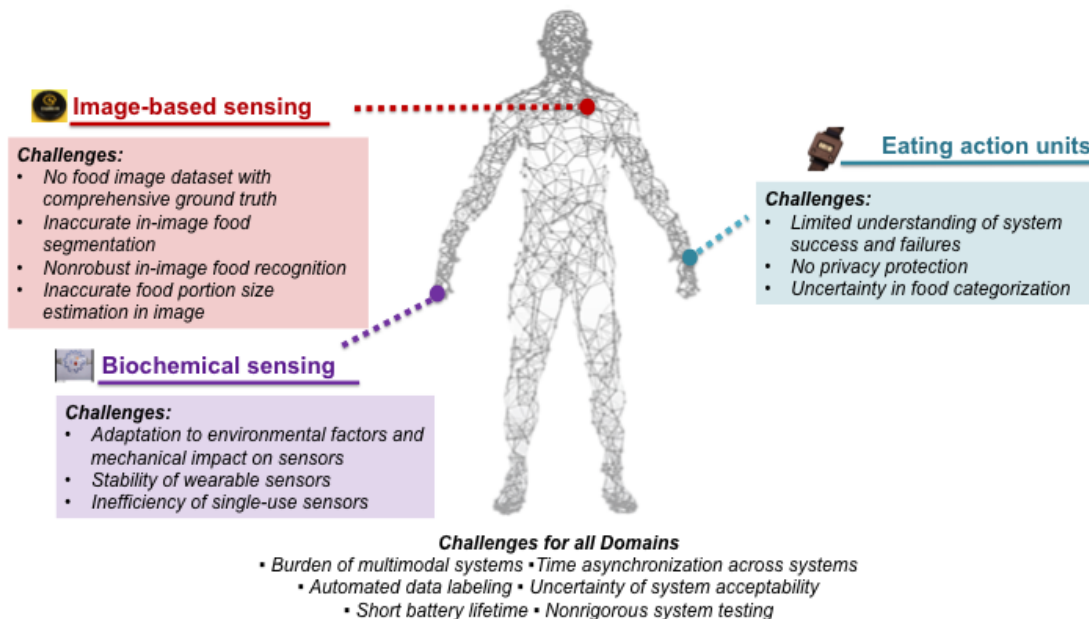 Image-based sensing
Challenges:
• No food image dataset with
comprehensive ground truth
• Inaccurate in-image food
segmentation
• Nonrobust in-image food recognition
• Inaccurate food portion size
estimation in image
Eating action units
Challenges:
• Limited understanding of system
success and failures
• No privacy protection
• Uncertainty in food categorization
Biochemical sensing
Challenges:
• Adaptation to environmental factors and
mechanical impact on sensors
• Stability of wearable sensors
• Inefficiency of single-use sensors
Challenges for all Domains
▪ Burden of multimodal systems ▪Time asynchronization across systems
▪ Automated data labeling ▪ Uncertainty of system acceptability
▪ Short battery lifetime ▪ Nonrigorous system testing